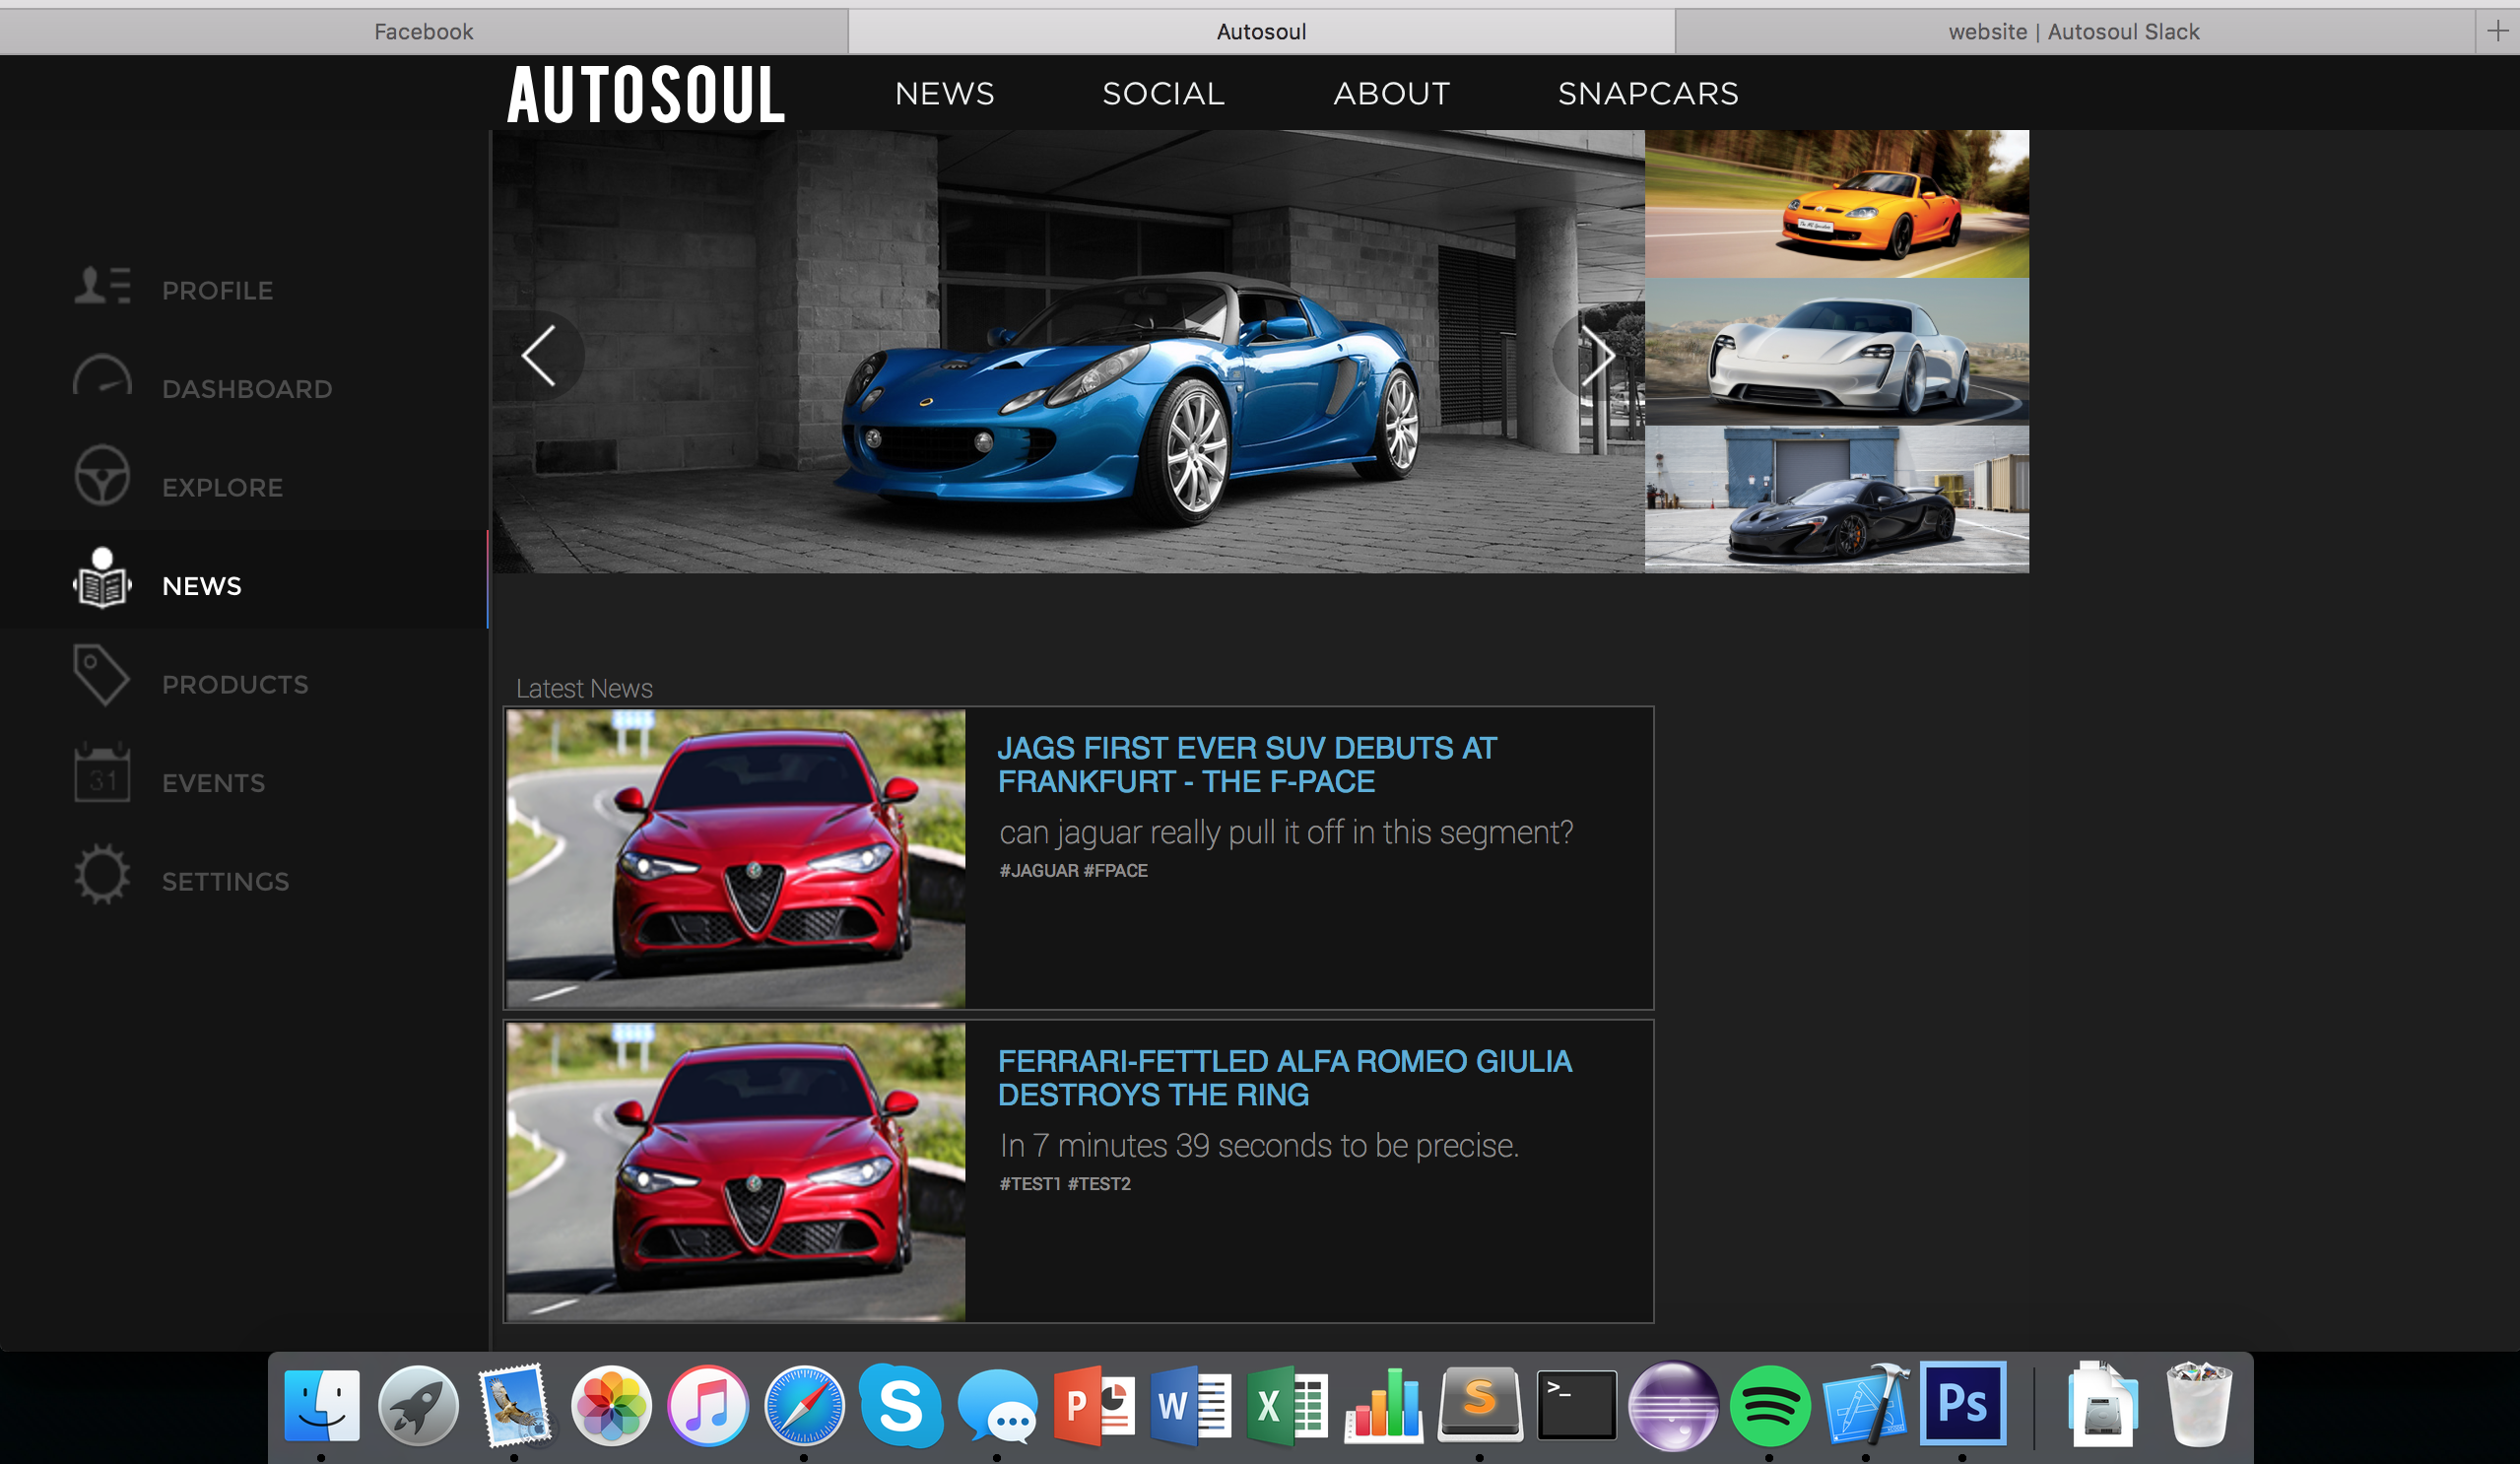 Facebook
Autosoul
website | Autosoul Slack
AUTOSOUL
NEWS
SOCIAL
ABOUT
SNAPCARS
PROFILE
DASHBOARD
EXPLORE
NEWS
PRODUCTS
31
EVENTS
SETTINGS
Latest News
JAGS FIRST EVER SUV DEBUTS AT
FRANKFURT - THE F-PACE
can jaguar really pull it off in this segment?
#JAGUAR #FPACE
FERRARI-FETTLED ALFA ROMEO GIULIA
DESTROYS THE RING
In 7 minutes 39 seconds to be precise.
#TEST1 #TEST2
S
P
W
X
S
>_
Ps